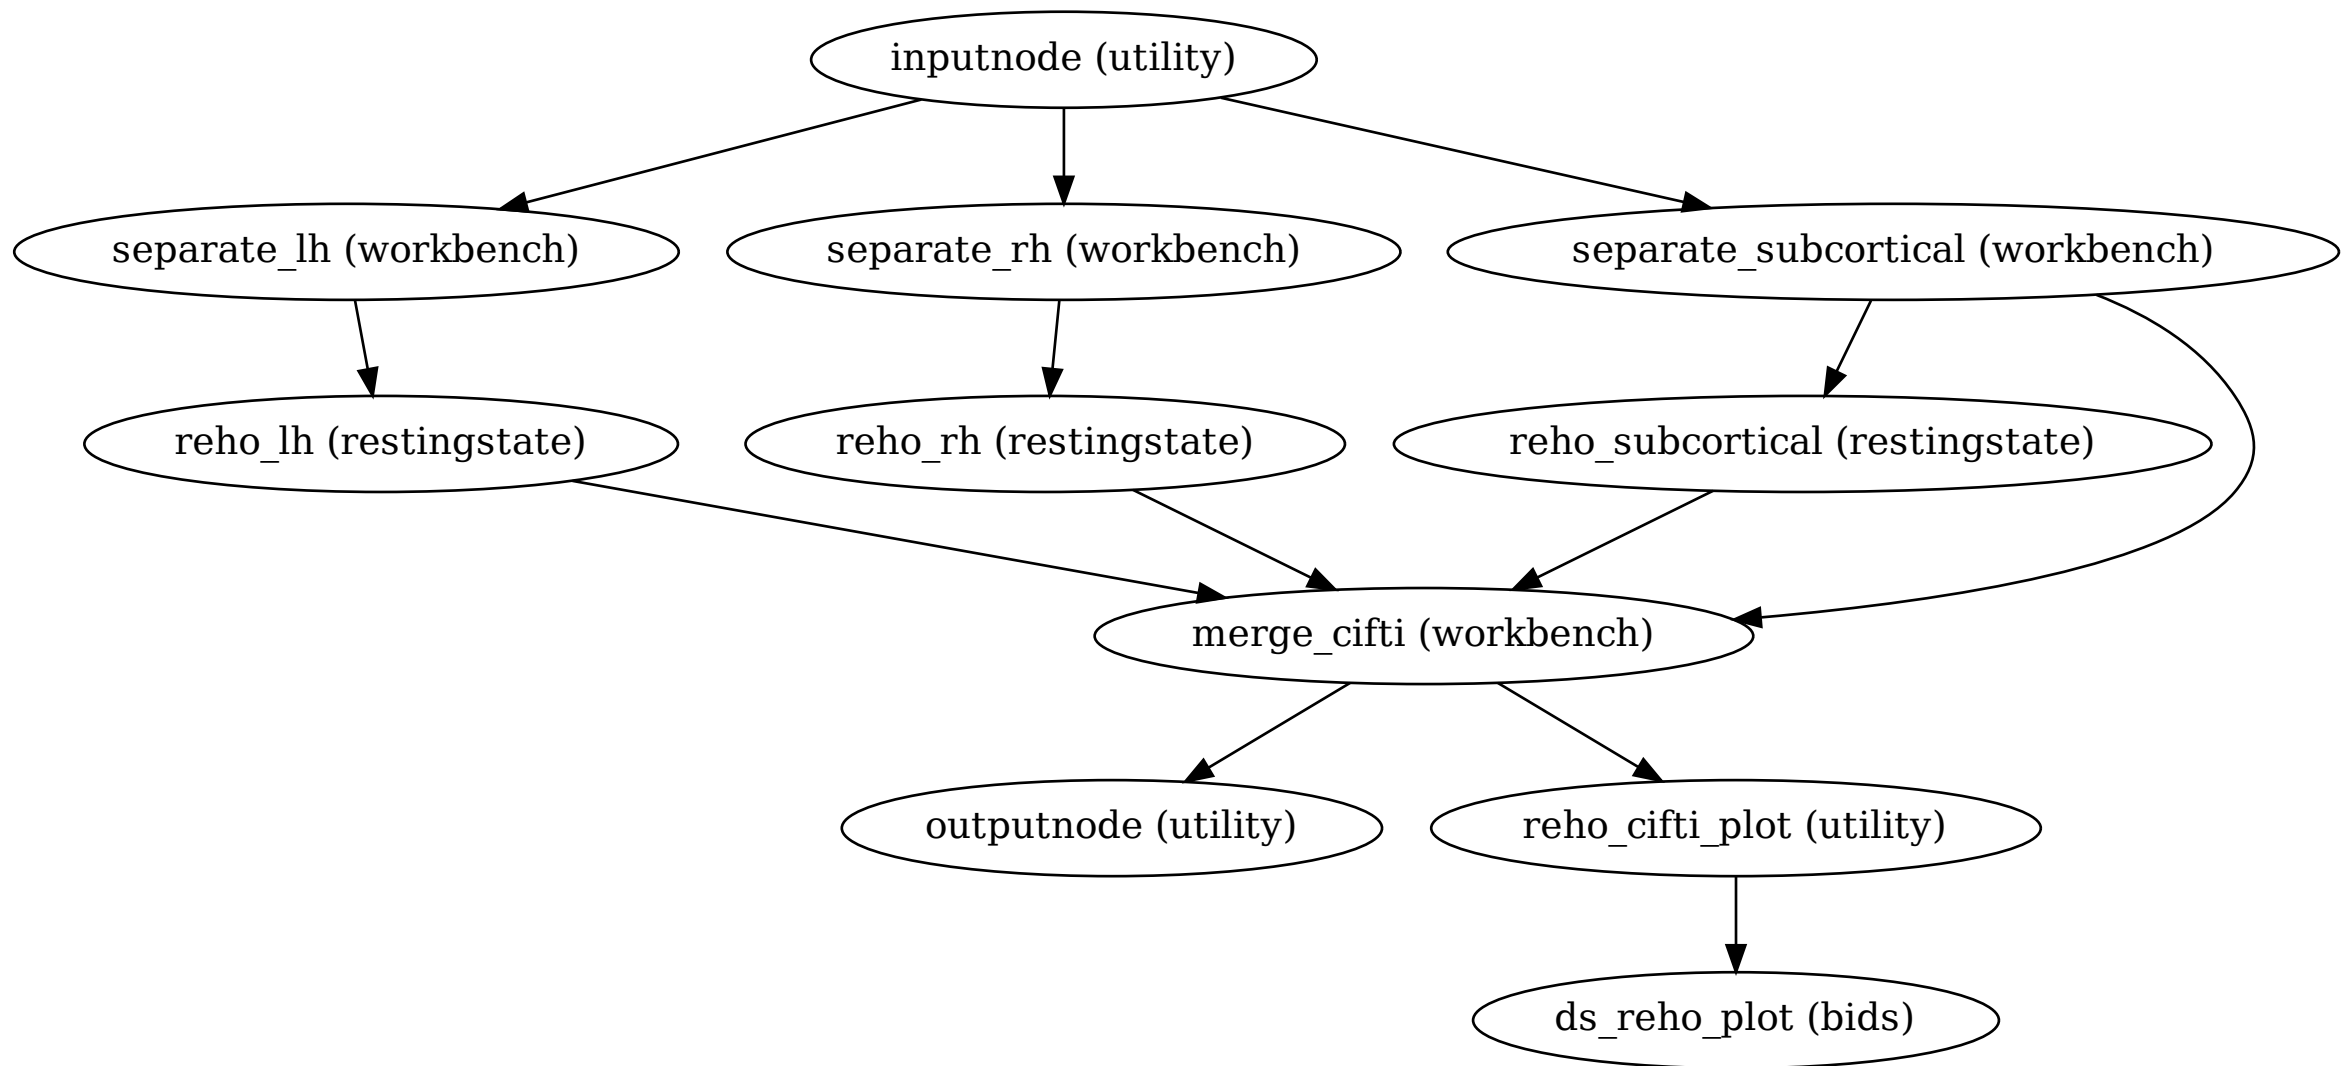 inputnode (utility)
separate_lh (workbench)
separate_rh (workbench)
separate_subcortical (workbench)
reho_lh (restingstate)
reho_rh (restingstate)
reho_subcortical (restingstate)
merge_cifti (workbench)
outputnode (utility)
reho_cifti_plot (utility)
ds_reho_plot (bids)